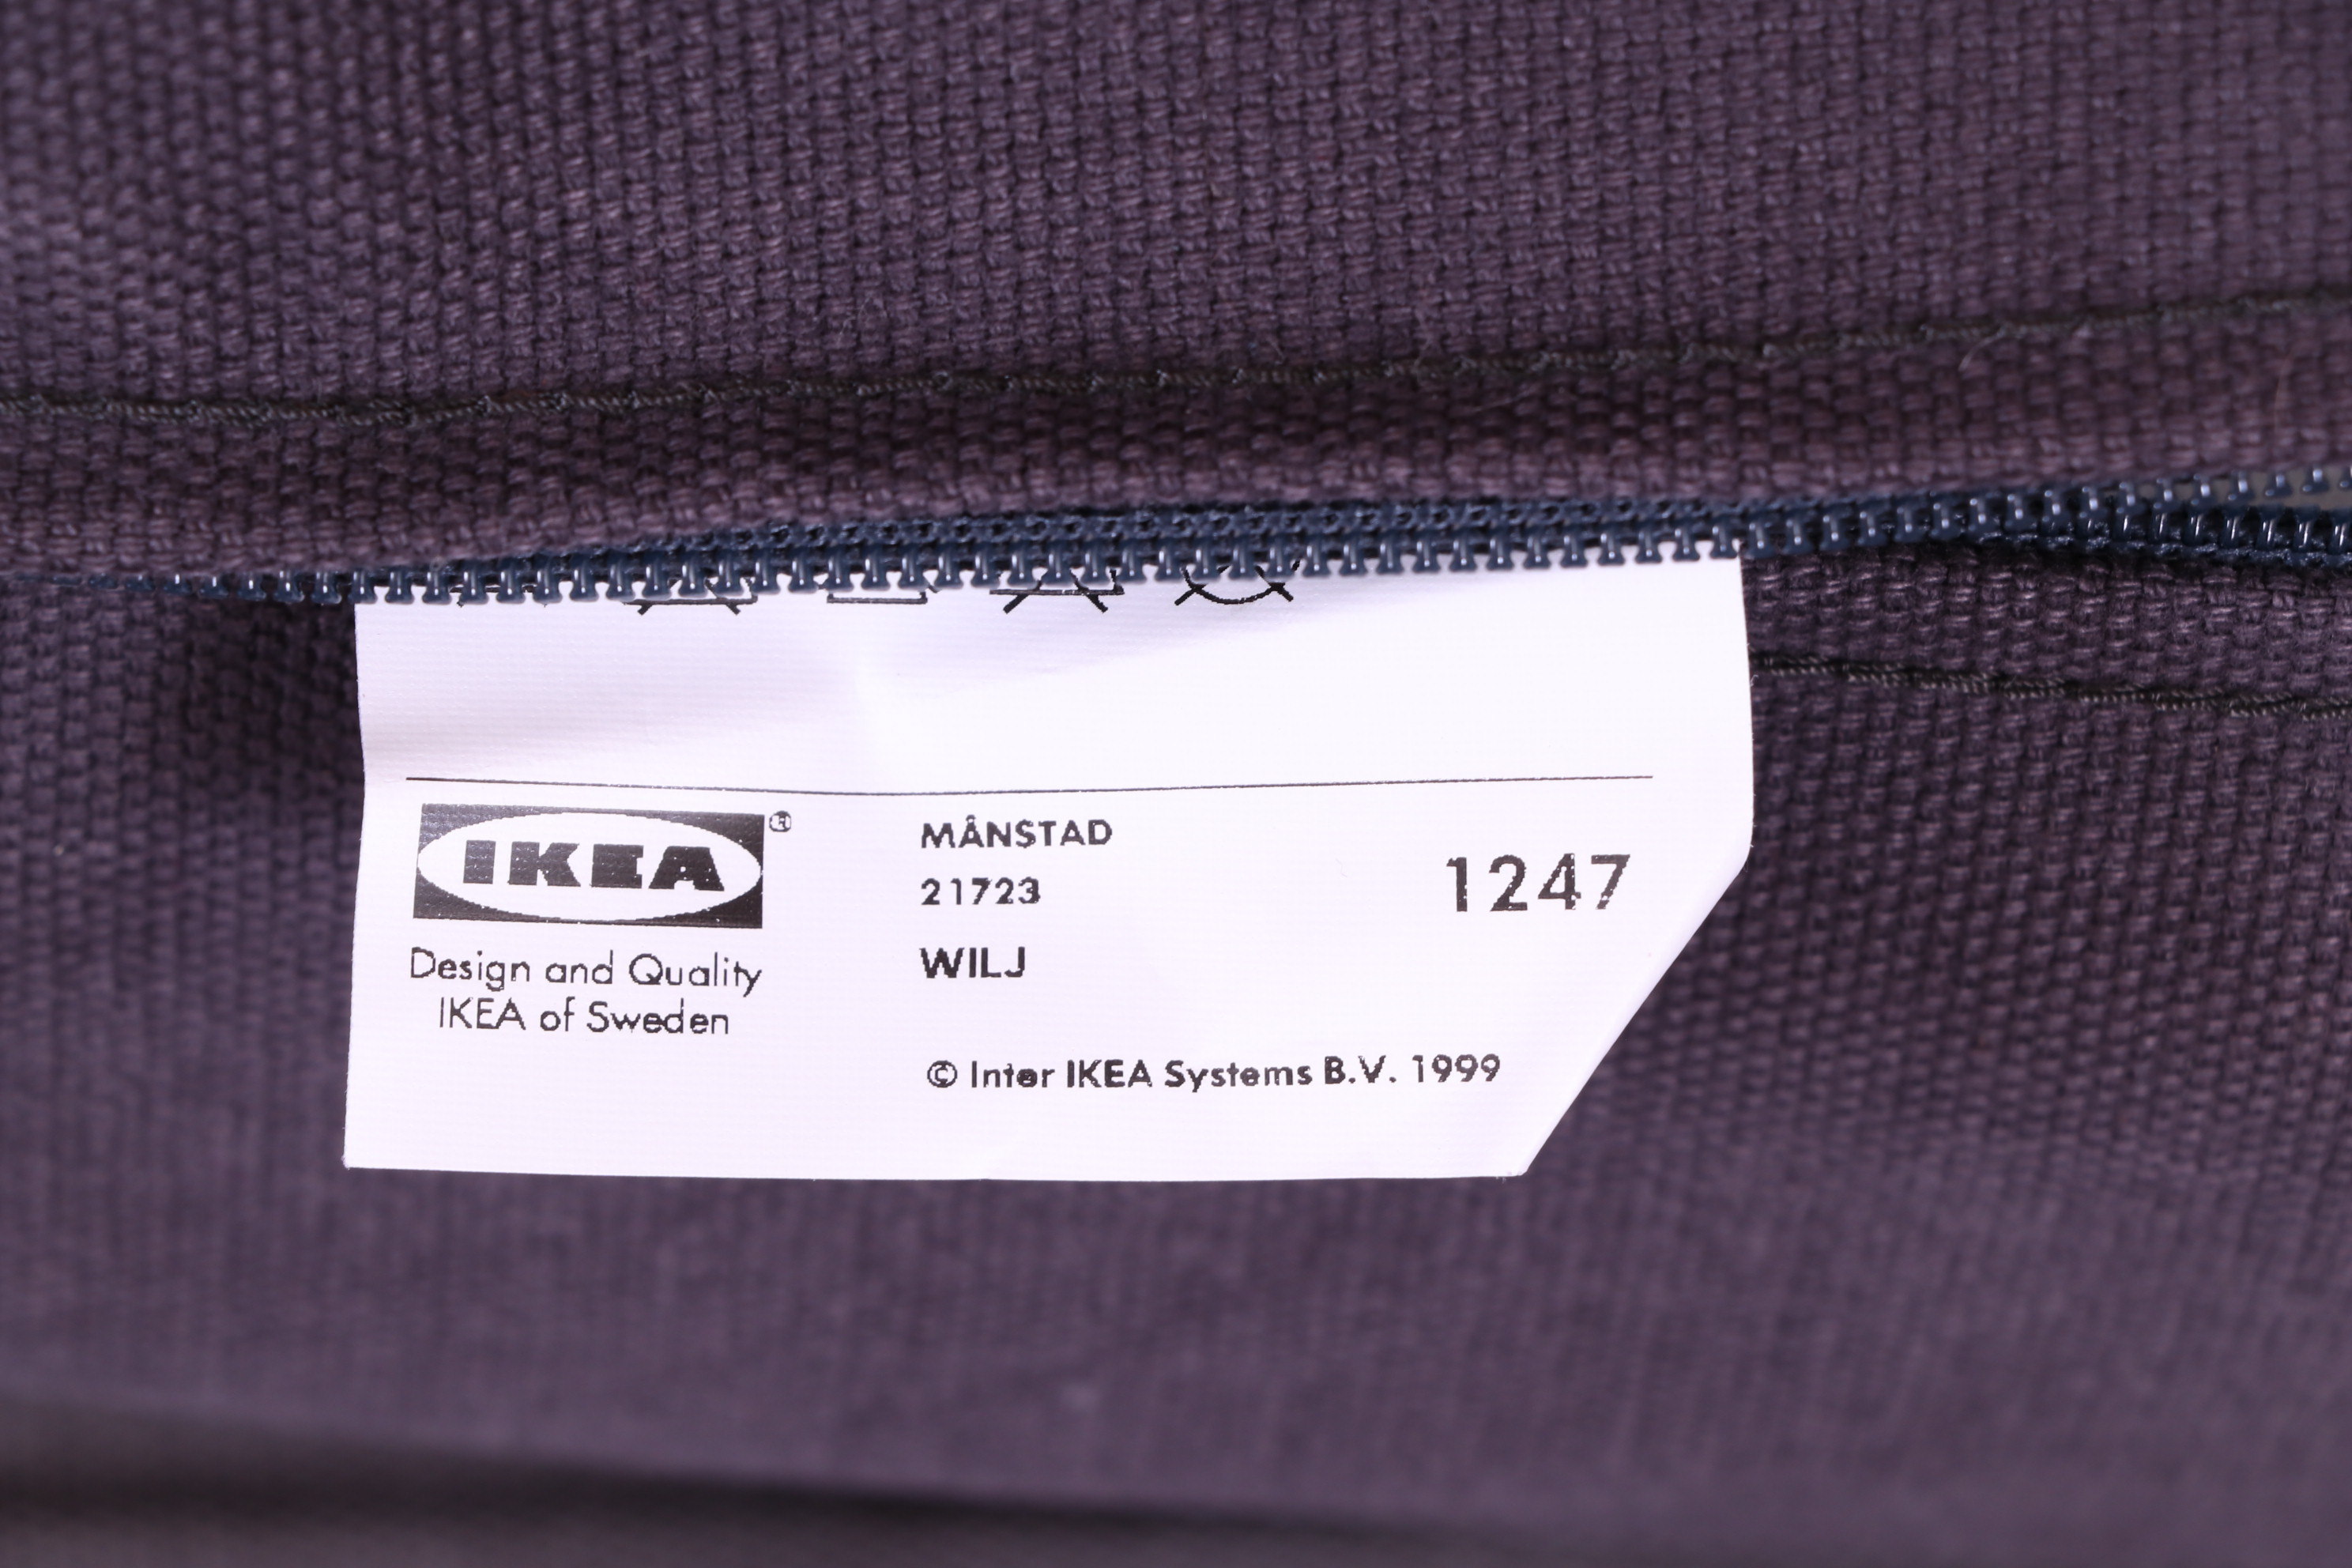 IKEA®
Design and Quality
IKEA of Sweden
MÅNSTAD
21723
WILJ
1247
© Inter IKEA Systems B.V. 1999